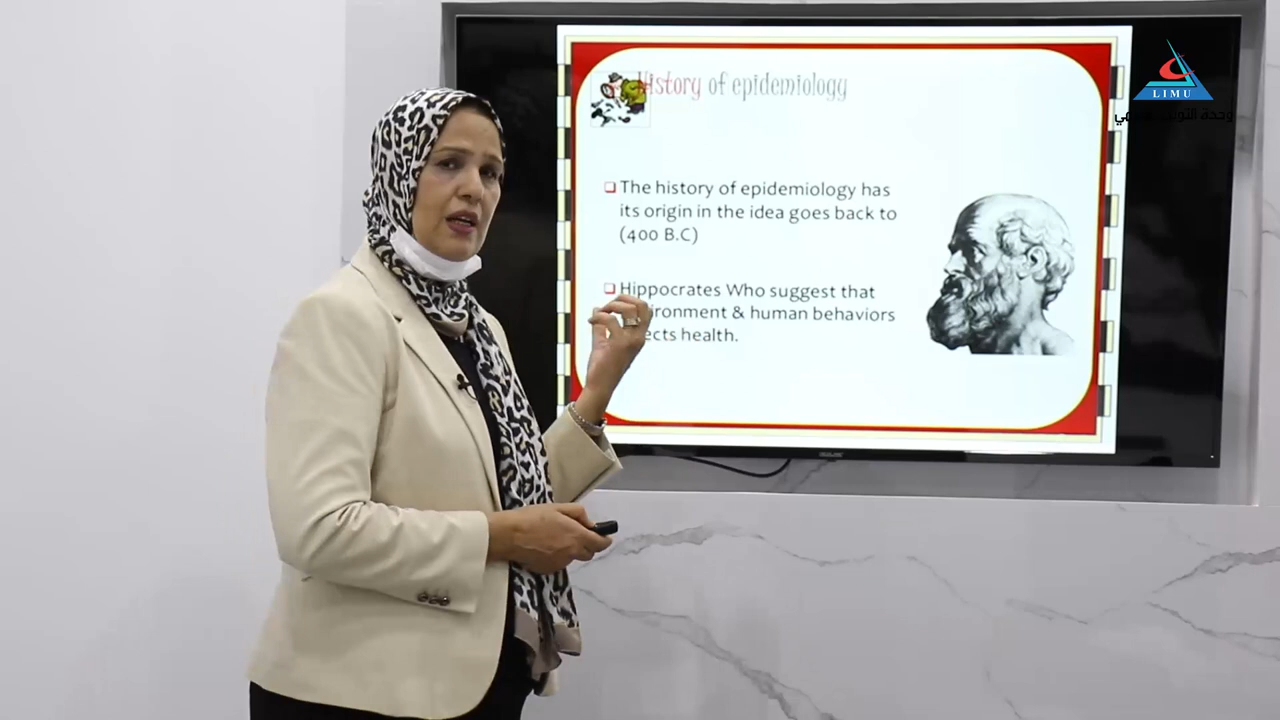 History of epidemiology
LIMU
وحدة
❑ The history of epidemiology has
its origin in the idea goes back to
(400 B.C)
❑ Hippocrates Who suggest that
& human behaviors
health.